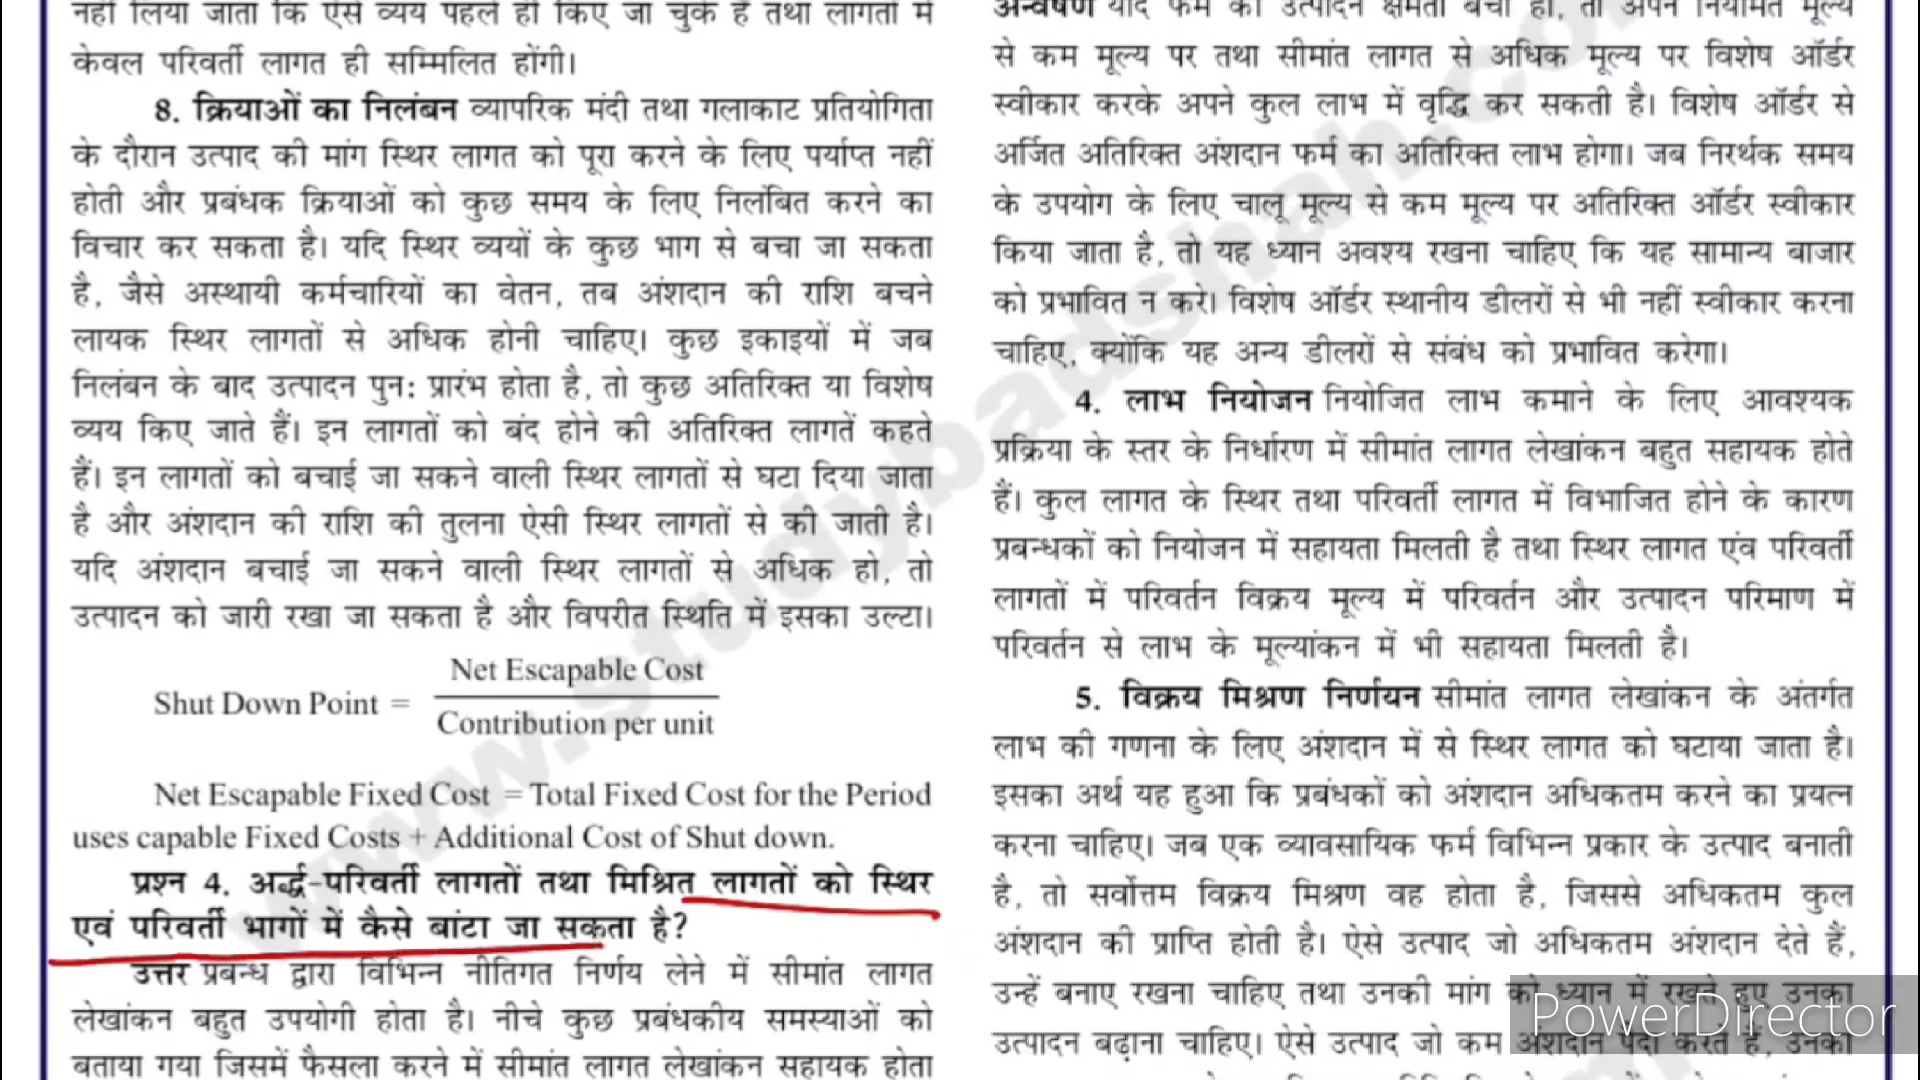 नहीं लिया जाता कि ऐसे व्यय पहले ही किए जा चुके हैं तथा लागतों में
केवल परिवर्ती लागत ही सम्मिलित होंगी।
8. क्रियाओं का निलंबन व्यापारिक मंदी तथा गलाकाट प्रतियोगिता
के दौरान उत्पाद की मांग स्थिर लागत को पूरा करने के लिए पर्याप्त नहीं
होती और प्रबंधक क्रियाओं को कुछ समय के लिए निलंबित करने का
विचार कर सकता है। यदि स्थिर व्ययों के कुछ भाग से बचा जा सकता
है, जैसे अस्थायी कर्मचारियों का वेतन, तब अंशदान की राशि बचने
लायक स्थिर लागतों से अधिक होनी चाहिए। कुछ इकाइयों में जब
निलंबन के बाद उत्पादन पुन: प्रारंभ होता है, तो कुछ अतिरिक्त या विशेष
व्यय किए जाते हैं। इन लागतों को बंद होने की अतिरिक्त लागतें कहते
हैं। इन लागतों को बचाई जा सकने वाली स्थिर लागतों से घटा दिया जाता
है और अंशदान की राशि की तुलना ऐसी स्थिर लागतों से की जाती है।
यदि अंशदान बचाई जा सकने वाली स्थिर लागतों से अधिक हो, तो
उत्पादन को जारी रखा जा सकता है और विपरीत स्थिति में इसका उल्टा।
Shut Down Point = Net Escapable Cost
Contribution per unit
Net Escapable Fixed Cost = Total Fixed Cost for the Period
uses capable Fixed Costs + Additional Cost of Shut down.
प्रश्न 4. अर्द्ध-परिवर्ती लागतों तथा मिश्रित लागतों को स्थिर
एवं परिवर्ती भागों में कैसे बांटा जा सकता है?
उत्तर प्रबन्ध द्वारा विभिन्न नीतिगत निर्णय लेने में सीमांत लागत
लेखांकन बहुत उपयोगी होता है। नीचे कुछ प्रबंधकीय समस्याओं को
बताया गया जिसमें फैसला करने में सीमांत लागत लेखांकन सहायक होता
अन्वेषण यदि फर्म की उत्पादन क्षमता बची हो, तो अपने नियमित मूल्य
से कम मूल्य पर तथा सीमांत लागत से अधिक मूल्य पर विशेष ऑर्डर
स्वीकार करके अपने कुल लाभ में वृद्धि कर सकती है। विशेष ऑर्डर से
अर्जित अतिरिक्त अंशदान फर्म का अतिरिक्त लाभ होगा। जब निरर्थक समय
के उपयोग के लिए चालू मूल्य से कम मूल्य पर अतिरिक्त ऑर्डर स्वीकार
किया जाता है, तो यह ध्यान अवश्य रखना चाहिए कि यह सामान्य बाजार
को प्रभावित न करे। विशेष ऑर्डर स्थानीय डीलरों से भी नहीं स्वीकार करना
चाहिए, क्योंकि यह अन्य डीलरों से संबंध को प्रभावित करेगा।
4. लाभ नियोजन नियोजित लाभ कमाने के लिए आवश्यक
प्रक्रिया के स्तर के निर्धारण में सीमांत लागत लेखांकन बहुत सहायक होते
हैं। कुल लागत के स्थिर तथा परिवर्ती लागत में विभाजित होने के कारण
प्रबन्धकों को नियोजन में सहायता मिलती है तथा स्थिर लागत एंव परिवर्ती
लागतों में परिवर्तन विक्रय मूल्य में परिवर्तन और उत्पादन परिमाण में
परिवर्तन से लाभ के मूल्यांकन में भी सहायता मिलती है।
5. विक्रय मिश्रण निर्णयन सीमांत लागत लेखांकन के अंतर्गत
लाभ की गणना के लिए अंशदान में से स्थिर लागत को घटाया जाता है।
इसका अर्थ यह हुआ कि प्रबंधकों को अंशदान अधिकतम करने का प्रयत्न
करना चाहिए। जब एक व्यावसायिक फर्म विभिन्न प्रकार के उत्पाद बनाती
है, तो सर्वोत्तम विक्रय मिश्रण वह होता है, जिससे अधिकतम कुल
अंशदान की प्राप्ति होती है। ऐसे उत्पाद जो अधिकतम अंशदान देते हैं,
उन्हें बनाए रखना चाहिए तथा उनकी मांग को ध्यान में रखते हुए उनका
उत्पादन बढ़ाना चाहिए। ऐसे उत्पाद जो कम अंशदान पैदा करते हैं, उनका
www.studybadshah.com
PowerDirector